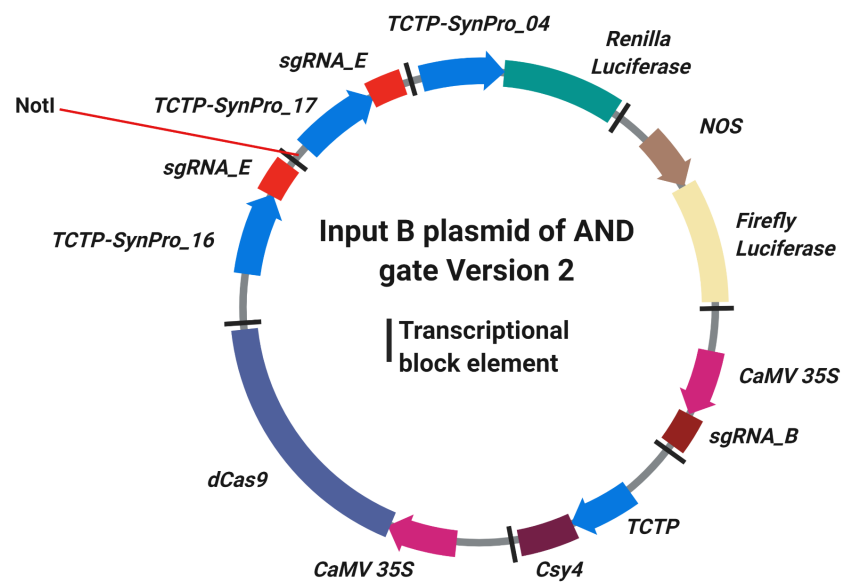 TCTP-SynPro_04
Renilla
Luciferase
sgRNA_E
NotI
TCTP-SynPro_17
NOS
sgRNA_E
TCTP-SynPro_16
Input B plasmid of AND
gate Version 2
Firefly
Luciferase
Transcriptional
block element
CaMV 35S
sgRNA_B
dCas9
TCTP
CaMV 35S
Csy4